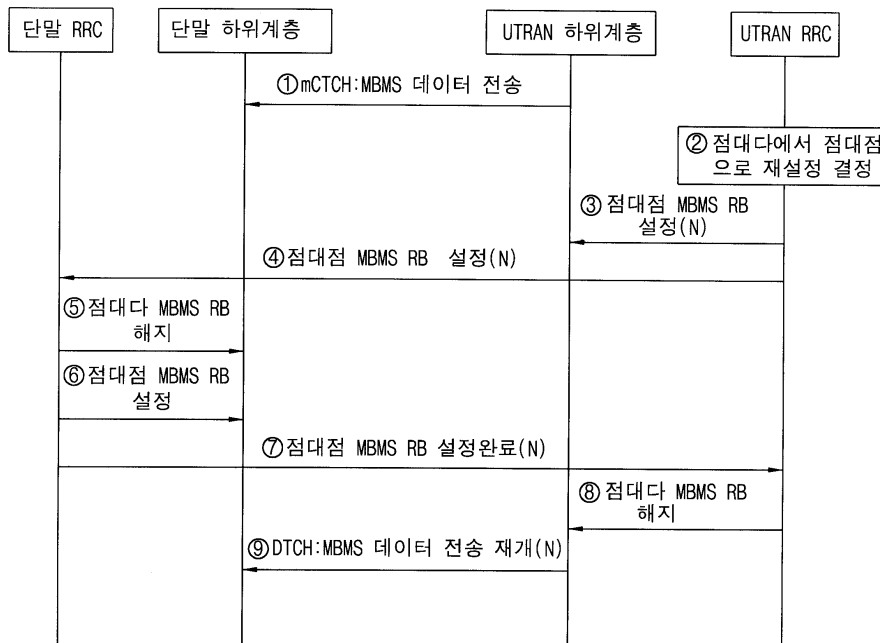 단말 RRC
단말 하위계층
UTRAN 하위계층
UTRAN RRC
①mCTCH:MBMS 데이터 전송
②점대다에서 점대점
으로 재설정 결정
③점대점 MBMS RB
설정(N)
④점대점 MBMS RB 설정(N)
⑤점대다 MBMS RB
해지
⑥점대점 MBMS RB
설정
⑦점대점 MBMS RB 설정완료(N)
⑧점대다 MBMS RB
해지
⑨DTCH:MBMS 데이터 전송 재개(N)